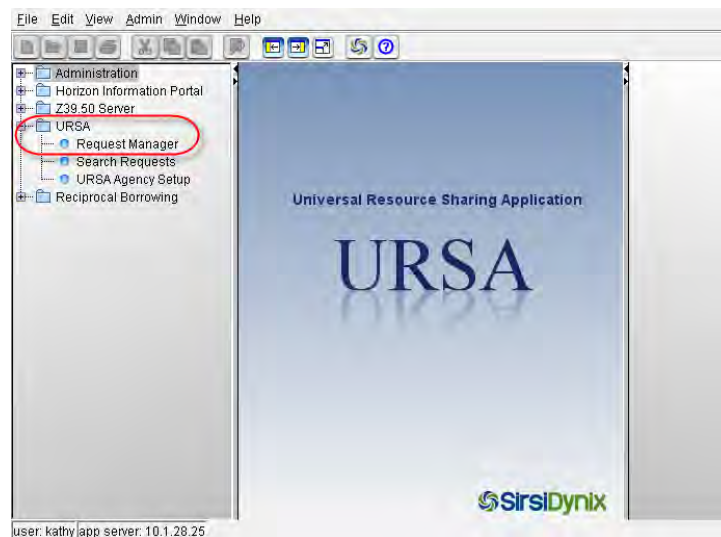 File Edit View Admin Window Help
Administration
Horizon Information Portal
Z39.50 Server
URSA
Request Manager
Search Requests
URSA Agency Setup
Reciprocal Borrowing
Universal Resource Sharing Application
URSA
SirsiDynix
user: kathy app server: 10.1.28.25